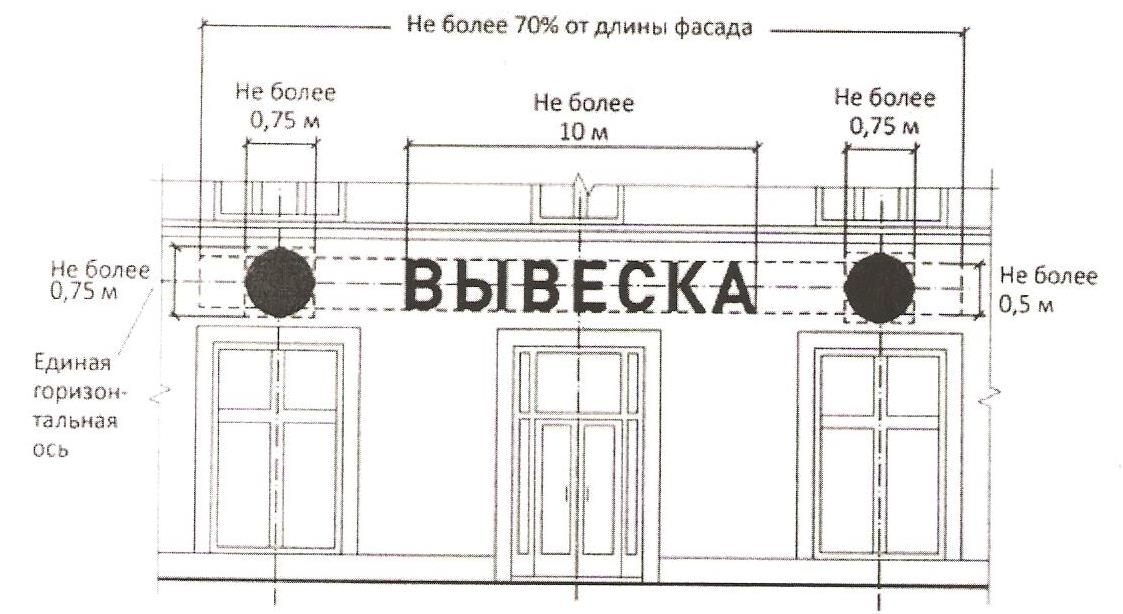 Не более 70% от длины фасада
Не более
0,75 м
Не более
10 м
Не более
0,75 м
ВЫВЕСКА
Не более
0,75 м
Не более
0,5 м
Единая
горизон-
тальная
ось